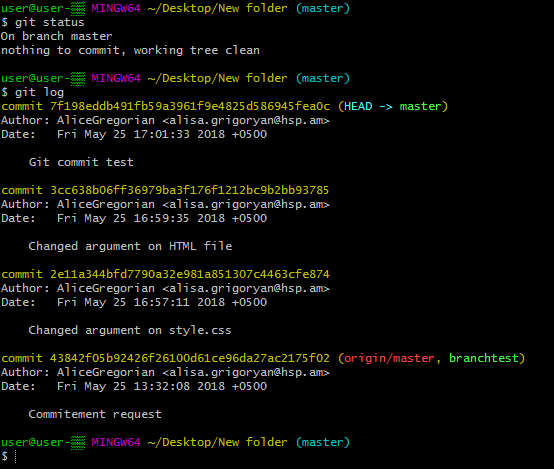 user@user- MINGW64 ~/Desktop/New folder (master)
$ git status
On branch master
nothing to commit, working tree clean
user@user- MINGW64 ~/Desktop/New folder (master)
$ git log
commit 7f198eddb491fb59a3961f9e4825d586945fea0c (HEAD -> master)
Author: AliceGregorian <alisa.grigoryan@hsp.am>
Date:   Fri May 25 17:01:33 2018 +0500
Git commit test
commit 3cc638b06ff36979ba3f176f1212bc9b2bb93785
Author: AliceGregorian <alisa.grigoryan@hsp.am>
Date:   Fri May 25 16:59:35 2018 +0500
Changed argument on HTML file
commit 2e11a344bfd7790a32e981a851307c4463cfe874
Author: AliceGregorian <alisa.grigoryan@hsp.am>
Date:   Fri May 25 16:57:11 2018 +0500
Changed argument on style.css
commit 43842f05b92426f26100d61ce96da27ac2175f02 (origin/master, branchtest)
Author: AliceGregorian <alisa.grigoryan@hsp.am>
Date:   Fri May 25 13:32:08 2018 +0500
Commitement request
user@user- MINGW64 ~/Desktop/New folder (master)
$